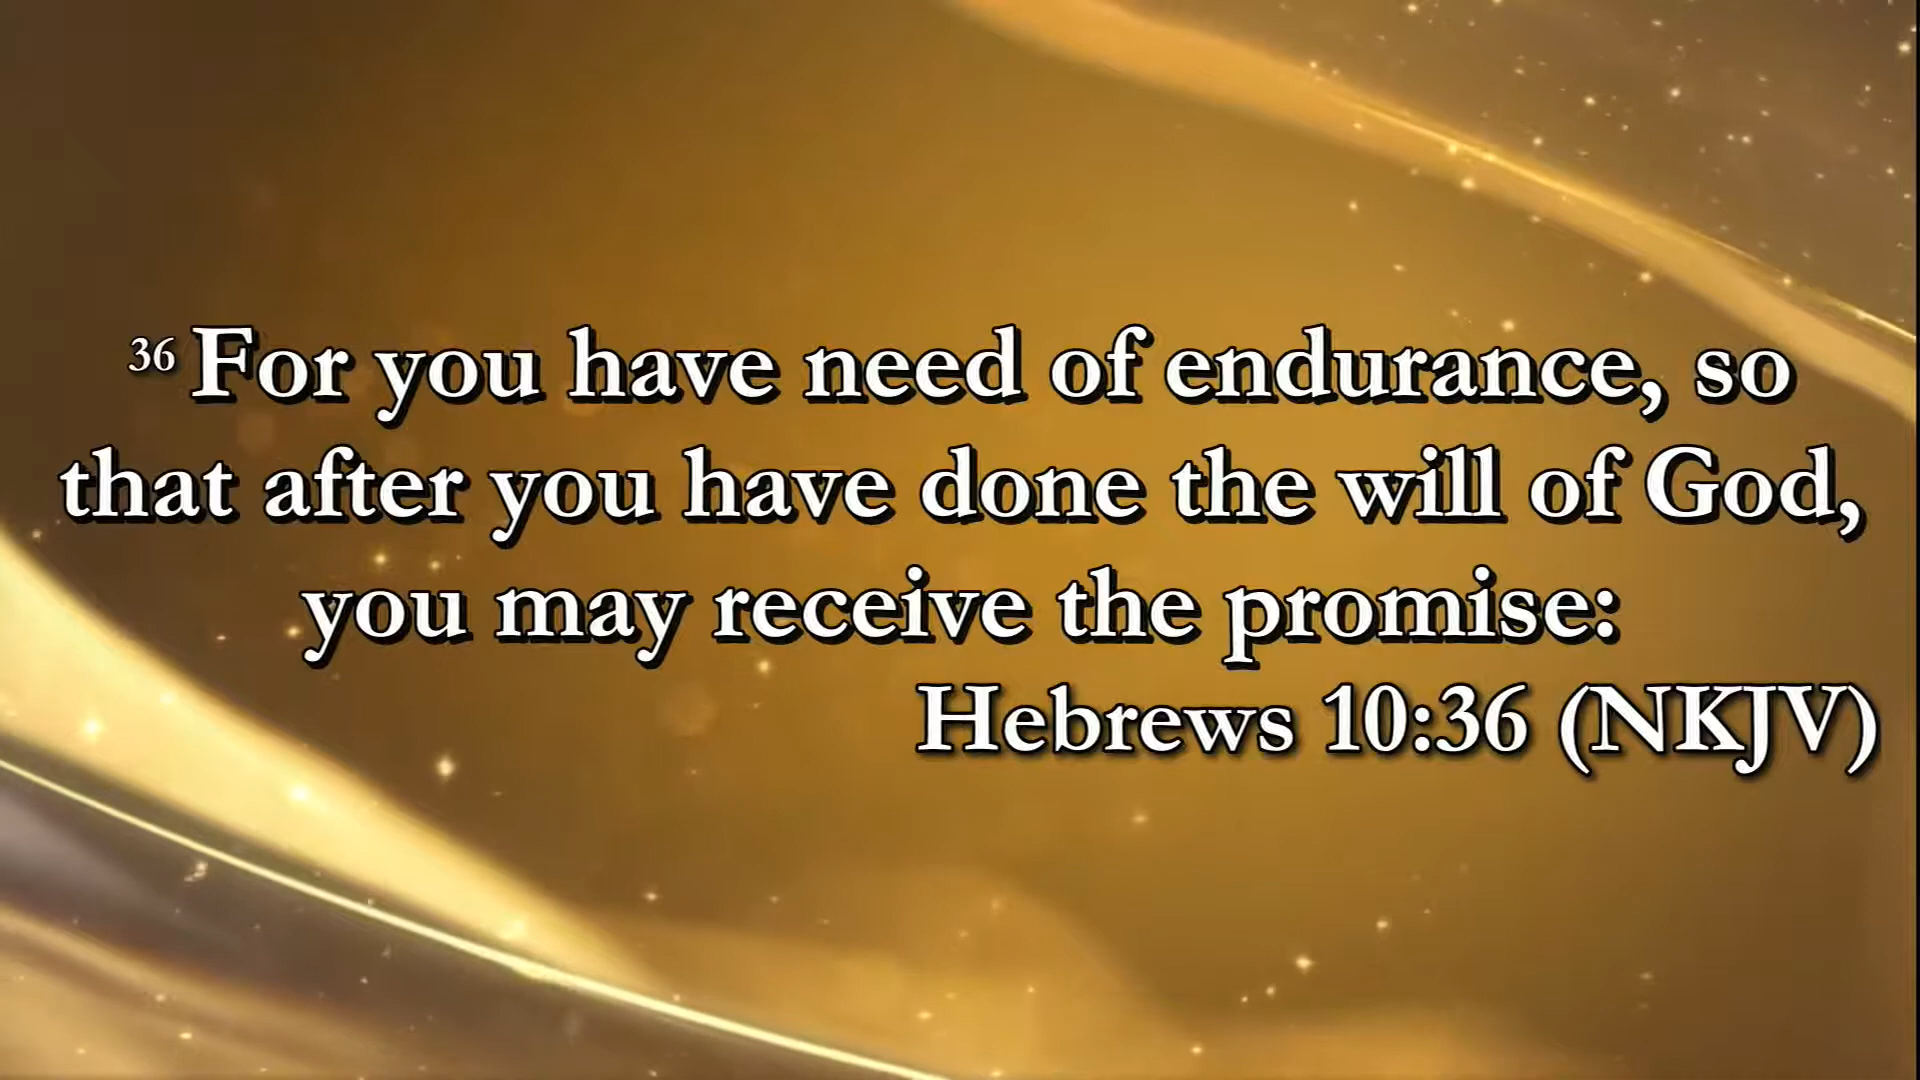 36 For you have need of endurance, so
that after you have done the will of God,
you may receive the promise:
Hebrews 10:36 (NKJV)